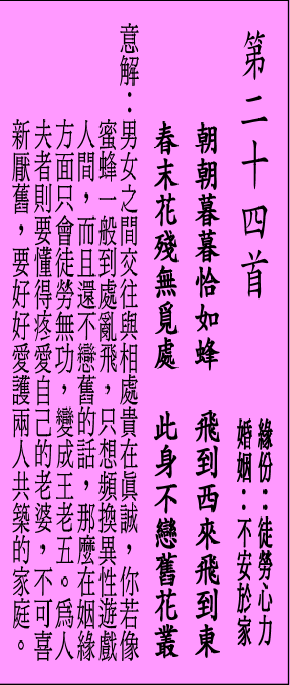 第二十四首
緣份：：徒勞心力
婚姻：：不安於家
朝朝暮暮恰如蜂　飛到西來飛到東
春末花殘無覓處　此身不戀舊花叢
意解：男女之間交往與相處貴在真誠，你若像
蜜蜂一般到處亂飛，只想頻換異性遊戲
人間，而且還不戀舊的話，那麼在姻緣
方面只會徒勞無功，變成王老五。為人
夫者則要懂得疼愛自己的老婆，不可喜
新厭舊，要好好愛護兩人共築的家庭。